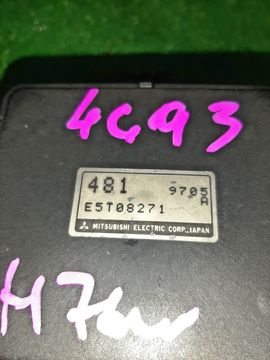 4G93
481 9705
E5T08271 A
MITSUBISHI ELECTRIC CORP., JAPAN